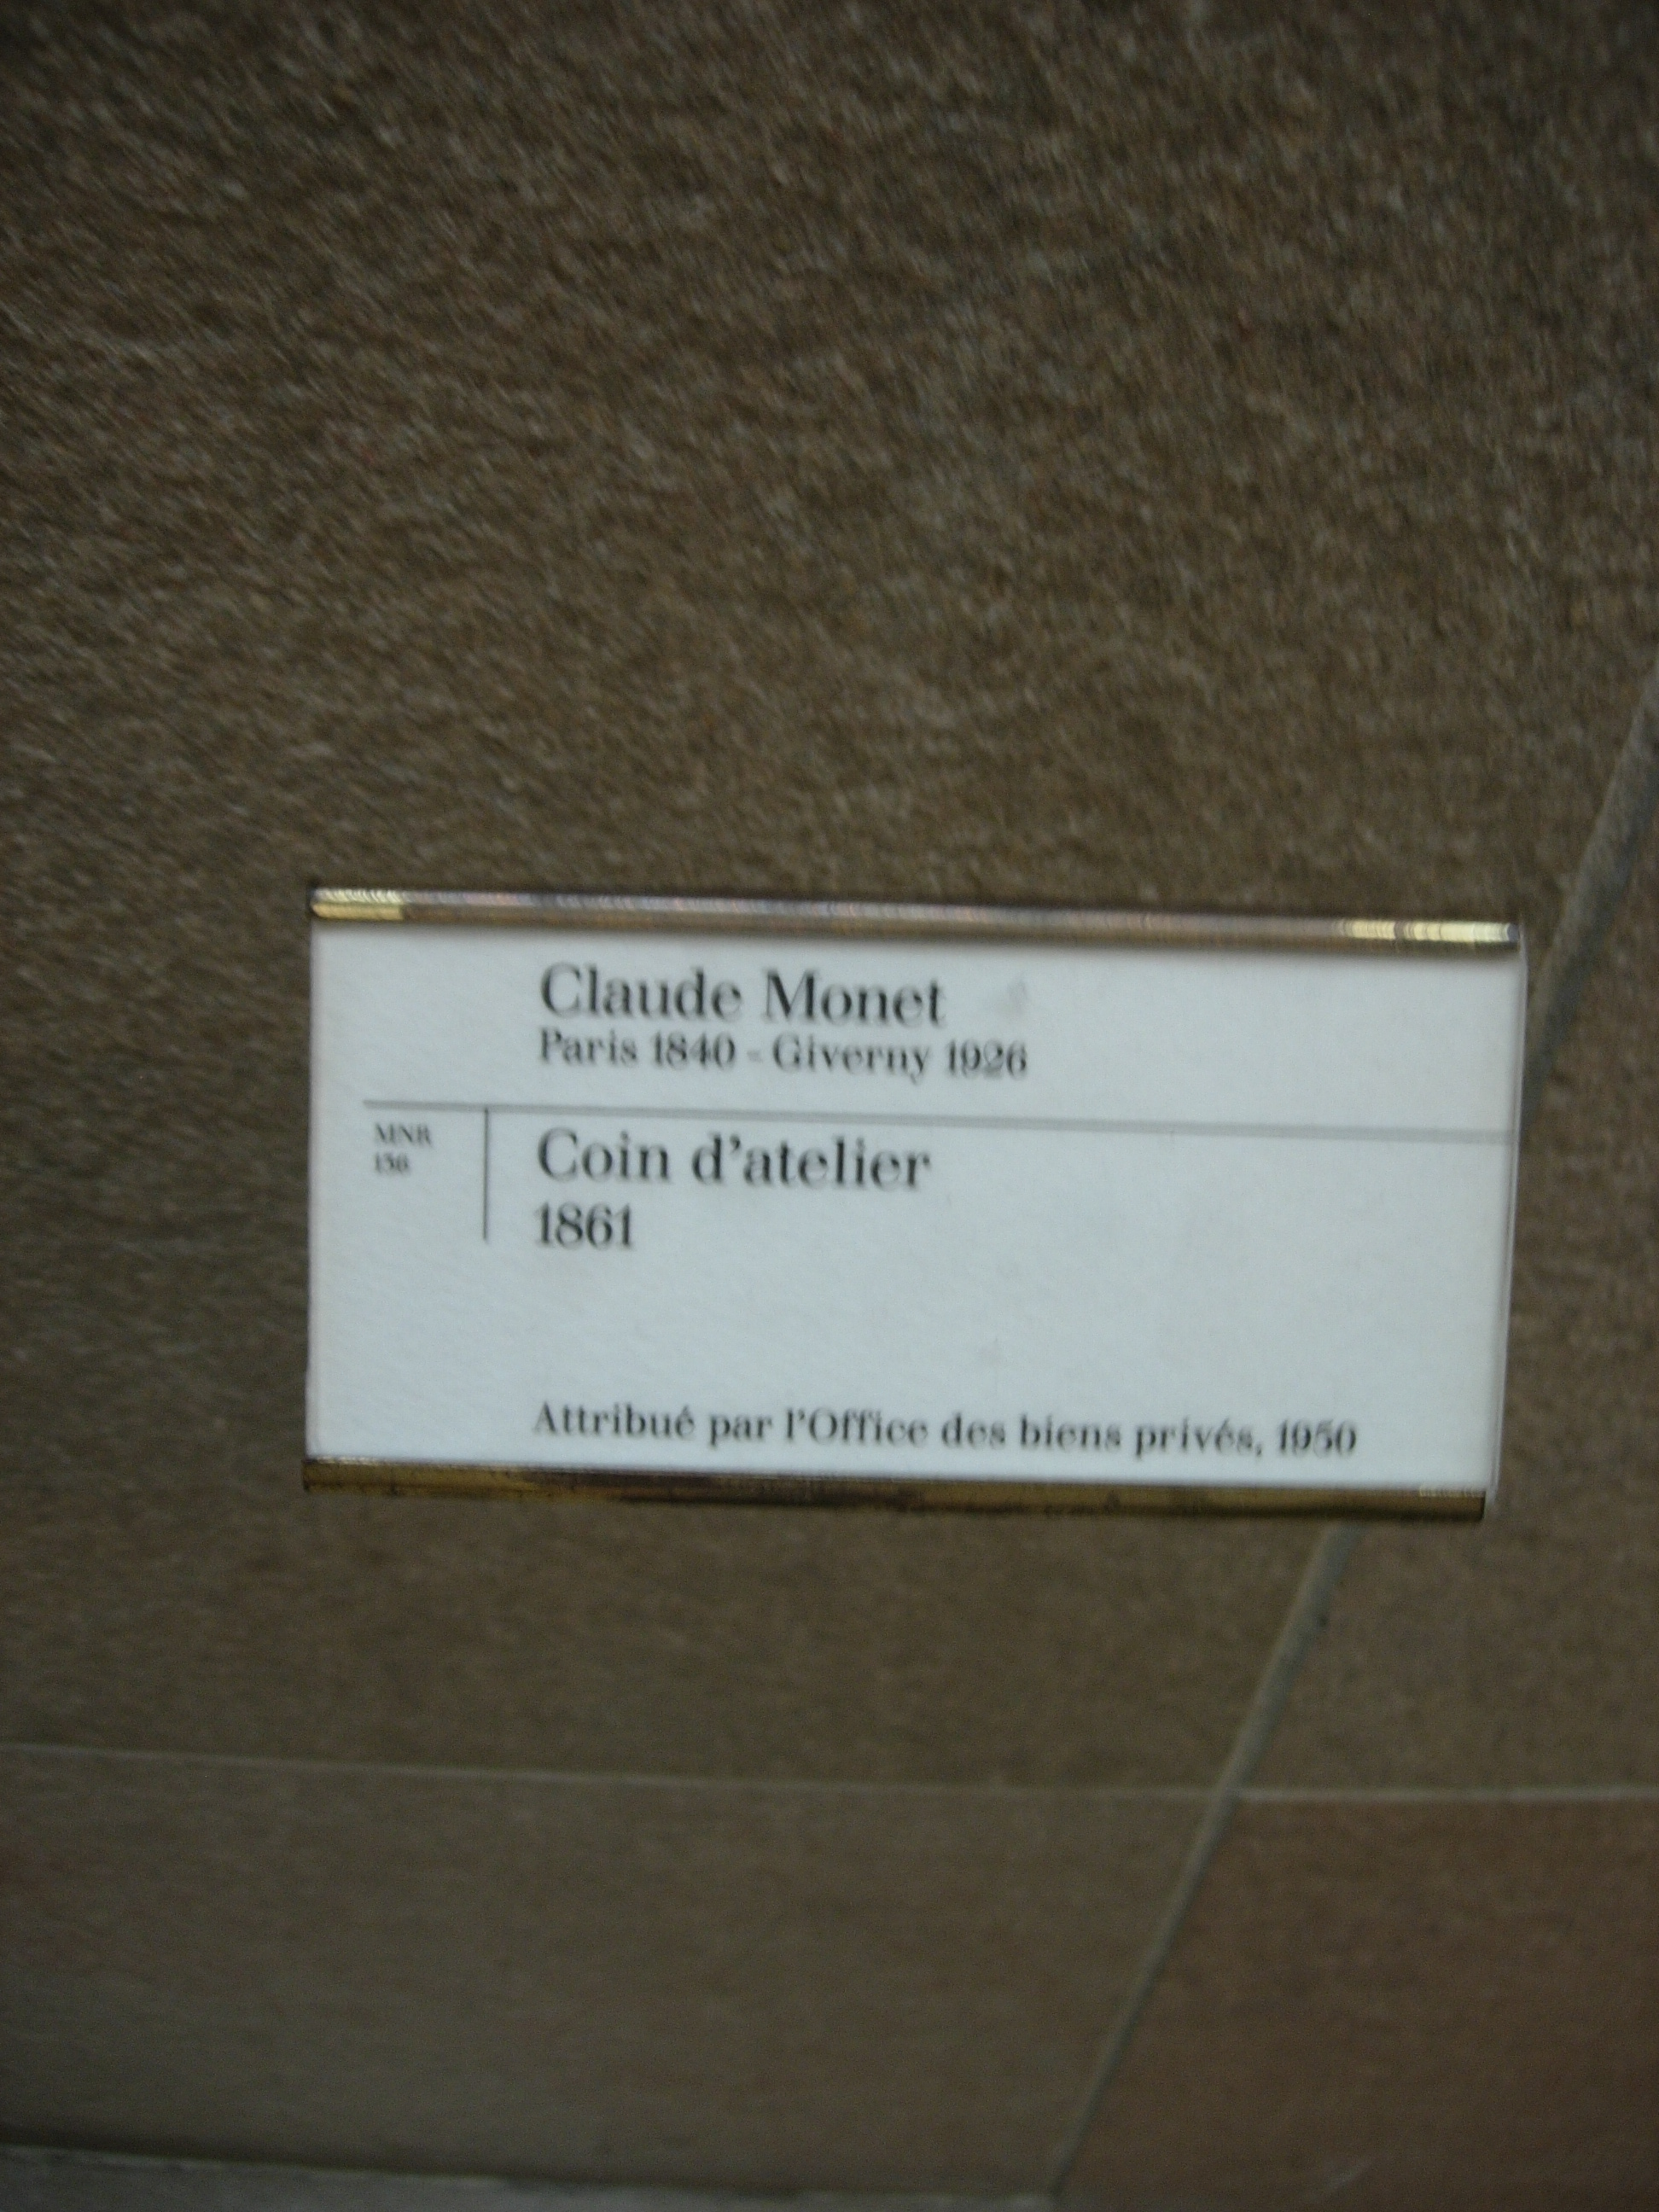 Claude Monet
Paris 1840 - Giverny 1926
MNR
136
Coin d'atelier
1861
Attribué par l'Office des biens privés, 1950